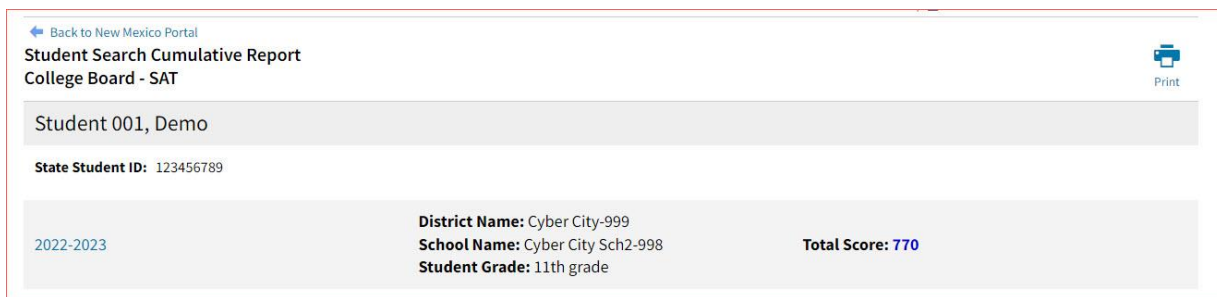 Back to New Mexico Portal
Student Search Cumulative Report
College Board - SAT
Print
Student 001, Demo
State Student ID: 123456789
2022-2023
District Name: Cyber City-999
School Name: Cyber City Sch2-998
Student Grade: 11th grade
Total Score: 770